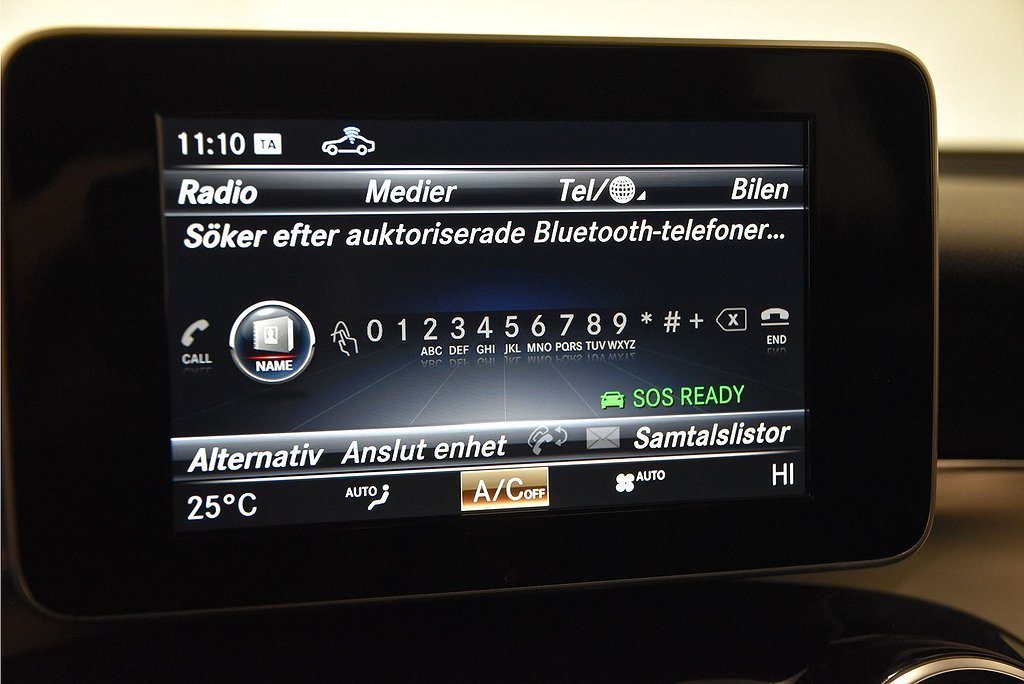 11:10 TA
Radio Medier Tel/ Bilen
Söker efter auktoriserade Bluetooth-telefoner...
CALL NAME 0 1 2 3 4 5 6 7 8 9 * # + X END
ABC DEF GHI JKL MNO PQRS TUV WXYZ
SOS READY
Alternativ Anslut enhet Samtalslistor
25°C AUTO A/C OFF AUTO HI